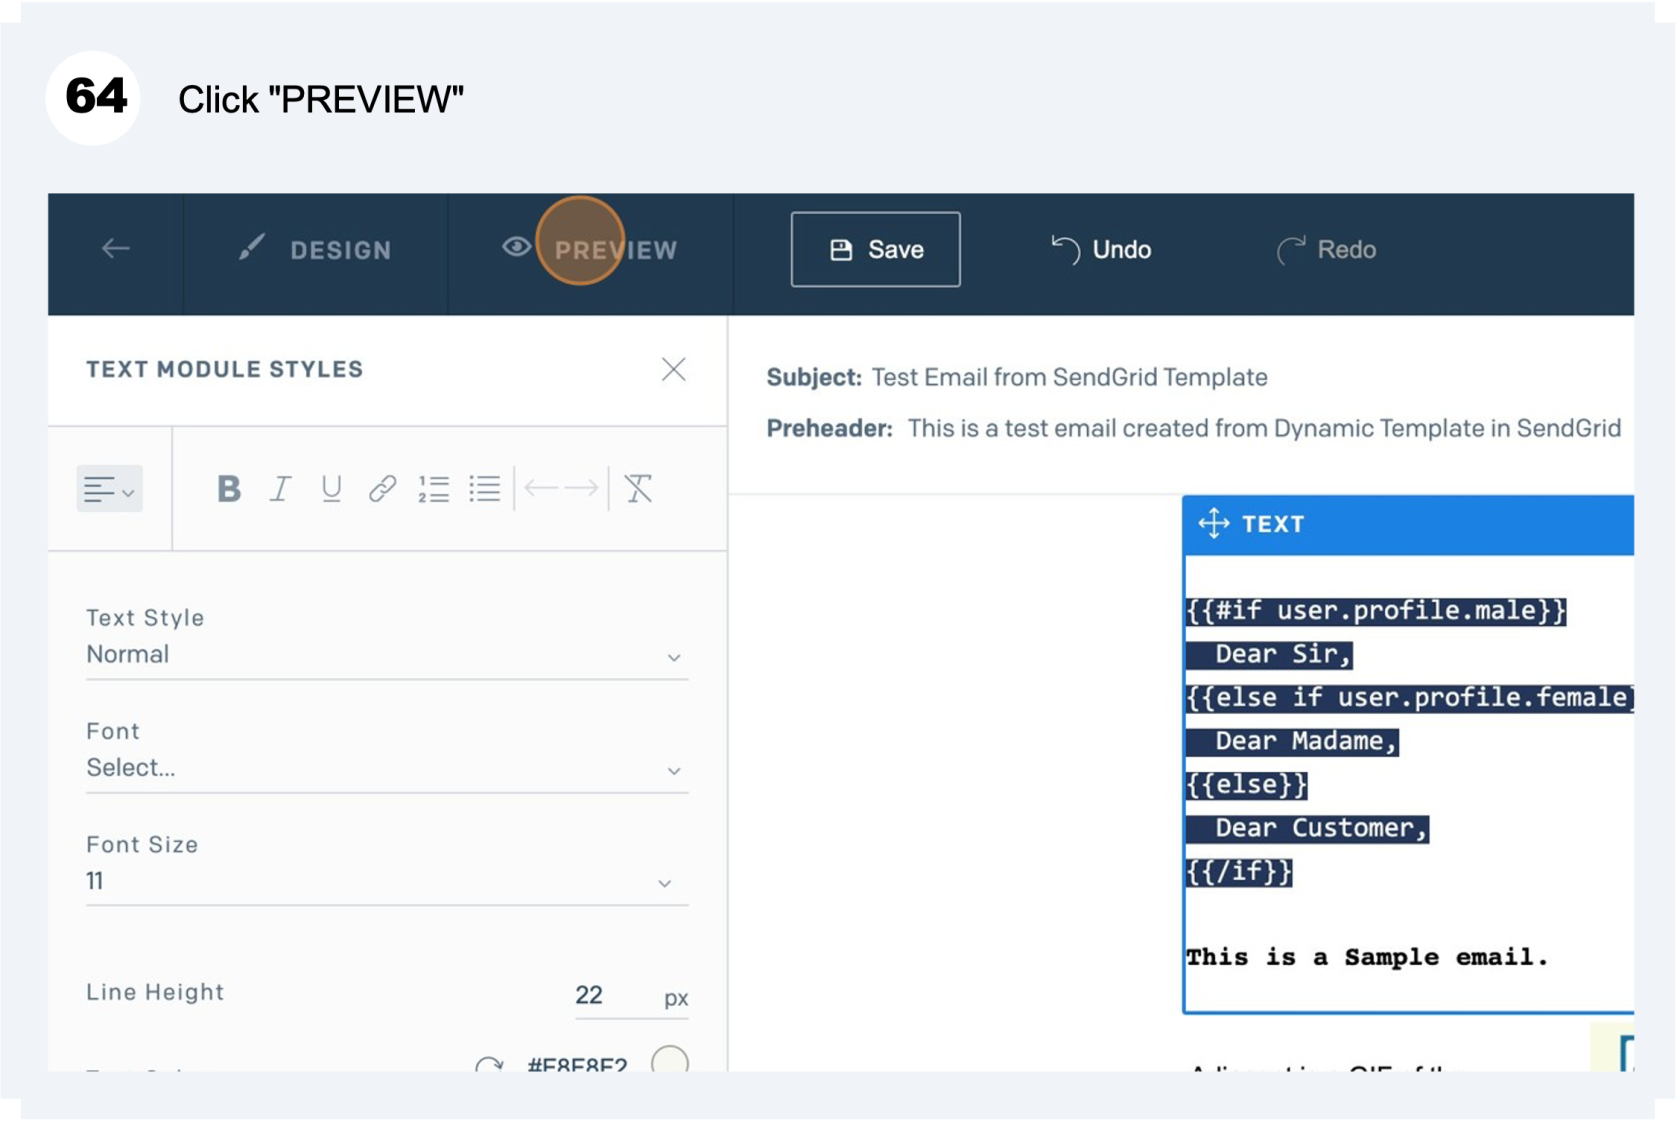 64 Click "PREVIEW"
DESIGN PREVIEW Save Undo Redo
TEXT MODULE STYLES
Subject: Test Email from SendGrid Template
Preheader: This is a test email created from Dynamic Template in SendGrid
TEXT
Text Style
Normal
Font
Select...
Font Size
11
Line Height 22 px
{{#if user.profile.male}}
Dear Sir,
{{else if user.profile.female}
Dear Madame,
{{else}}
Dear Customer,
{{/if}}
This is a Sample email.